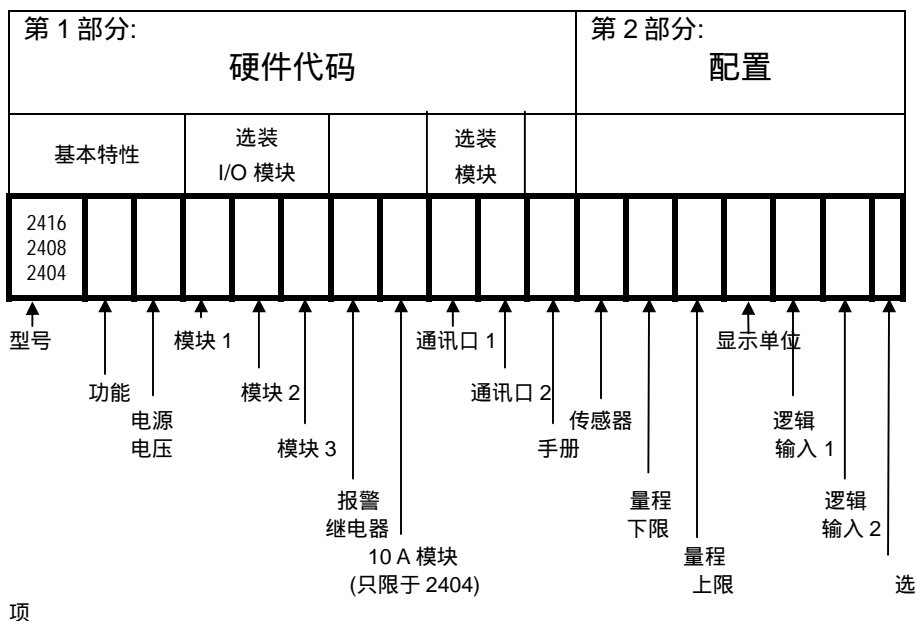 第 1 部分:
硬件代码
第 2 部分:
配置
基本特性
选装
I/O 模块
选装
模块
2416
2408
2404
型号
模块 1
通讯口 1
显示单位
功能
模块 2
通讯口 2
电源
电压
模块 3
手册
传感器
逻辑
输入 1
报警
继电器
量程
下限
逻辑
输入 2
10 A 模块
(只限于 2404)
量程
上限
选
项